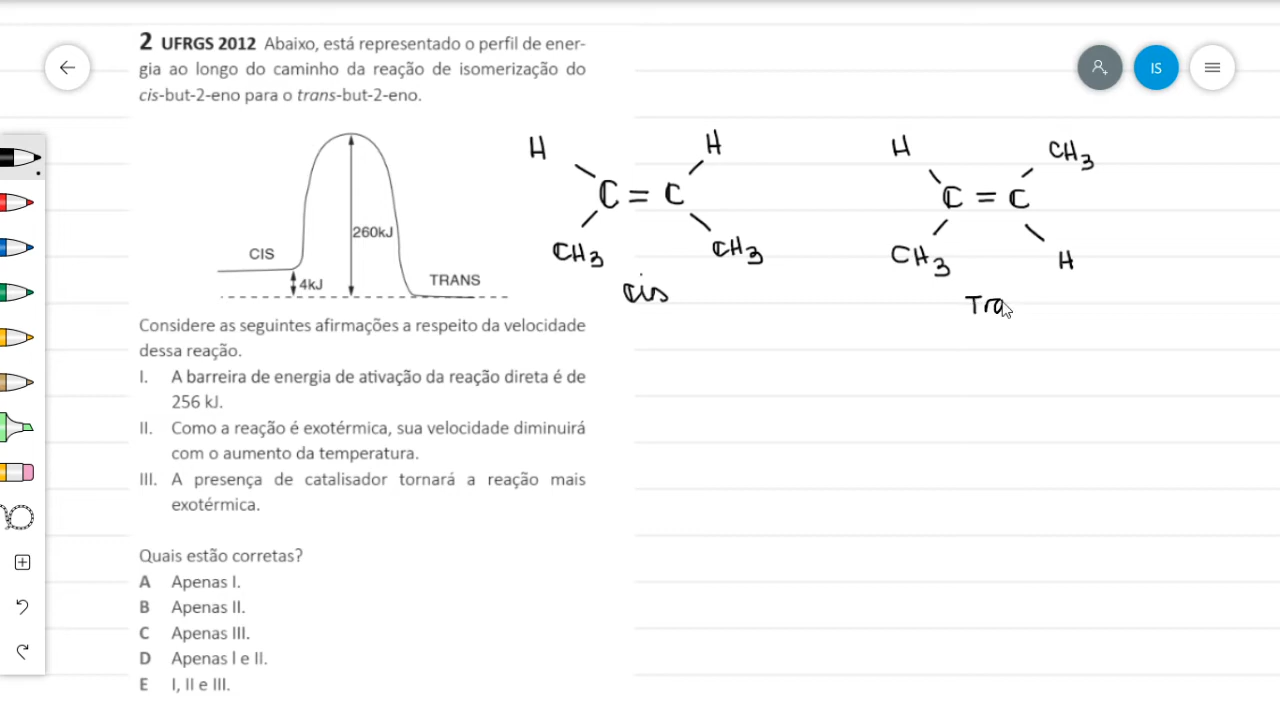 2 UFRGS 2012 Abaixo, está representado o perfil de ener-
gia ao longo do caminho da reação de isomerização do
cis-but-2-eno para o trans-but-2-eno.
CIS
4kJ
260kJ
TRANS
H H
C = C
CH3 CH3
cis
H CH3
C = C
CH3 H
Tra
IS
Considere as seguintes afirmações a respeito da velocidade
dessa reação.
I. A barreira de energia de ativação da reação direta é de
256 kJ.
II. Como a reação é exotérmica, sua velocidade diminuirá
com o aumento da temperatura.
III. A presença de catalisador tornará a reação mais
exotérmica.
Quais estão corretas?
A Apenas I.
B Apenas II.
C Apenas III.
D Apenas I e II.
E I, II e III.